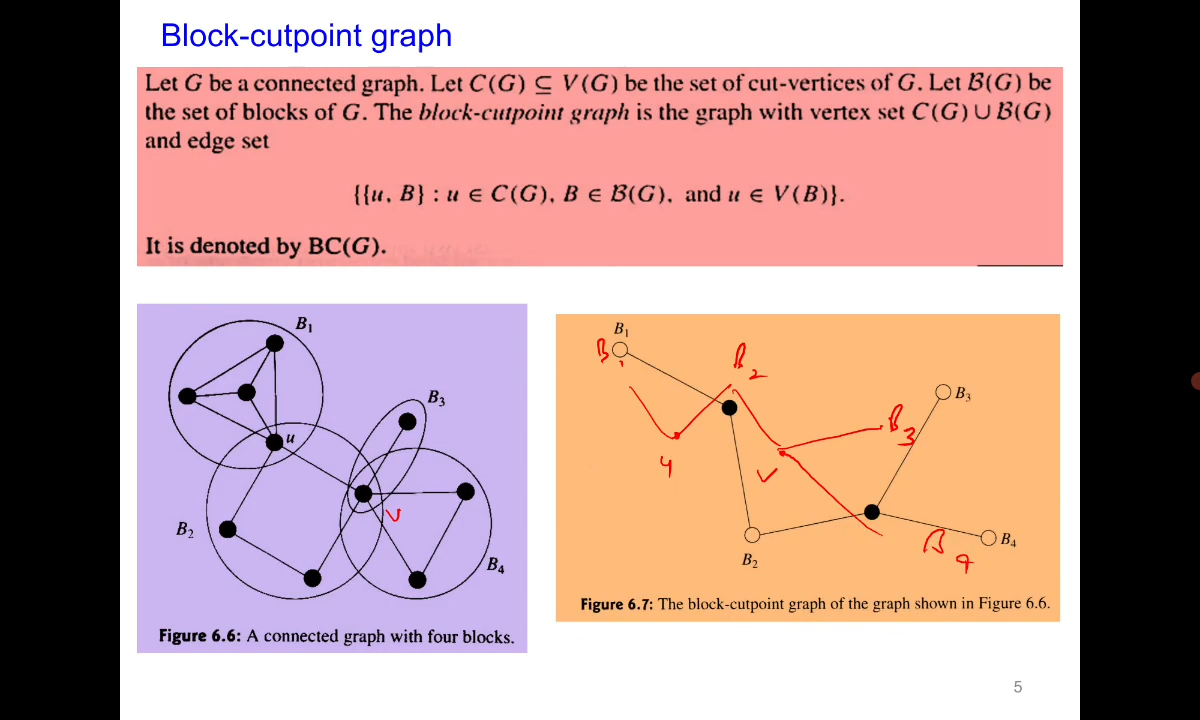 Block-cutpoint graph
Let G be a connected graph. Let C(G) ⊆ V(G) be the set of cut-vertices of G. Let ℬ(G) be
the set of blocks of G. The block-cutpoint graph is the graph with vertex set C(G) ∪ ℬ(G)
and edge set
{{u, B} : u ∈ C(G), B ∈ ℬ(G), and u ∈ V(B)}.
It is denoted by BC(G).
B₁
B₃
u
v
B₂
B₄
Figure 6.6: A connected graph with four blocks.
B₁
B₁
B₂
B₃
B₃
4
v
B₂
B₄
B₄
Figure 6.7: The block-cutpoint graph of the graph shown in Figure 6.6.
5